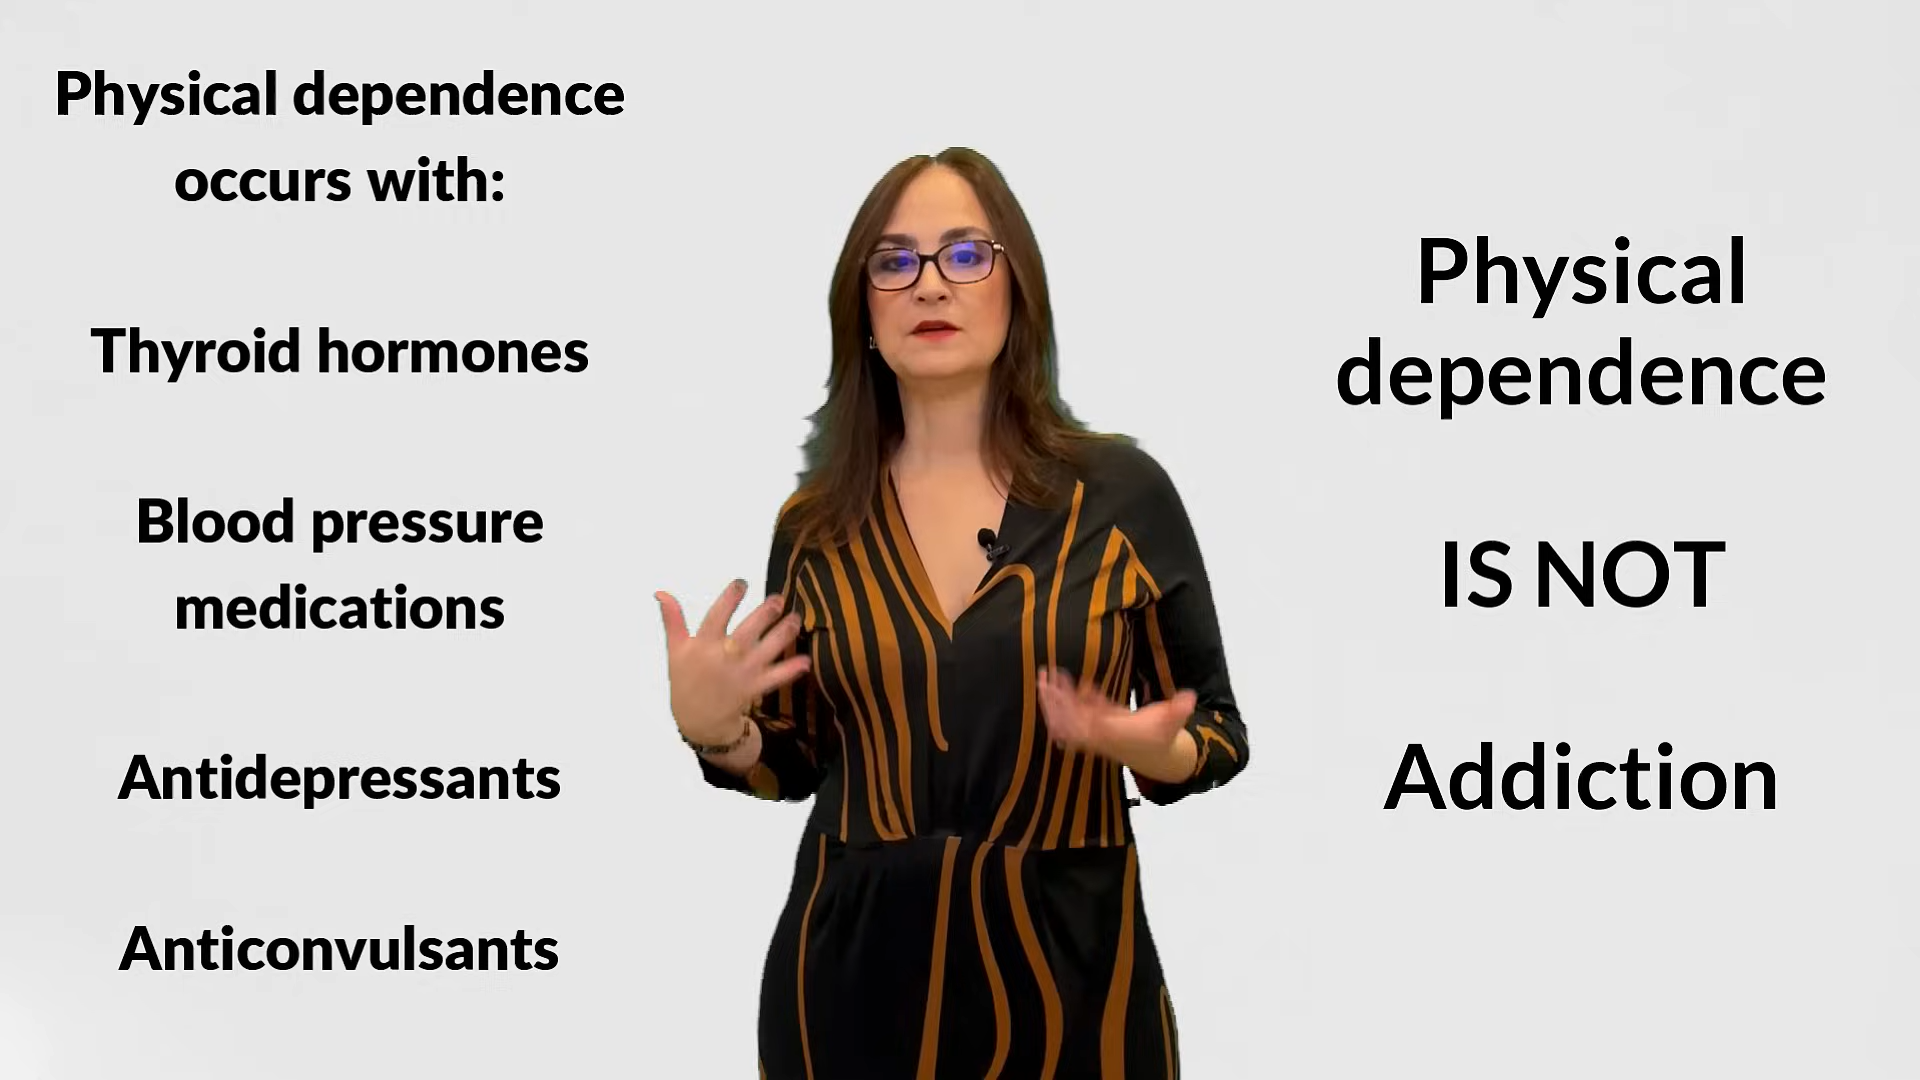 Physical dependence
occurs with:
Thyroid hormones
Blood pressure
medications
Antidepressants
Anticonvulsants
Physical
dependence
IS NOT
Addiction